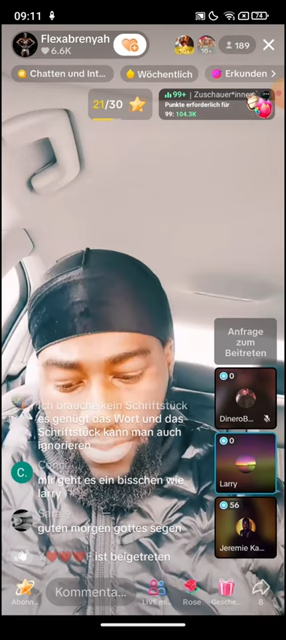 09:11
74
Flexabrenyah
6.6K
189
Chatten und Int...
Wöchentlich
Erkunden
21/30
99+ | Zuschauer*innen
Punkte erforderlich für
99: 104.3K
Anfrage
zum
Beitreten
0
DineroB...
0
Larry
56
Jeremie Ka...
Ich brauche kein Schriftstück
es genügt das Wort und das
Schriftstück kann man auch
ignorieren
C.
mir geht es ein bisschen wie
larry
guten morgen gottes segen
ist beigetreten
Abonn...
Kommenta...
LIVE mi...
Rose
Gesche...
8